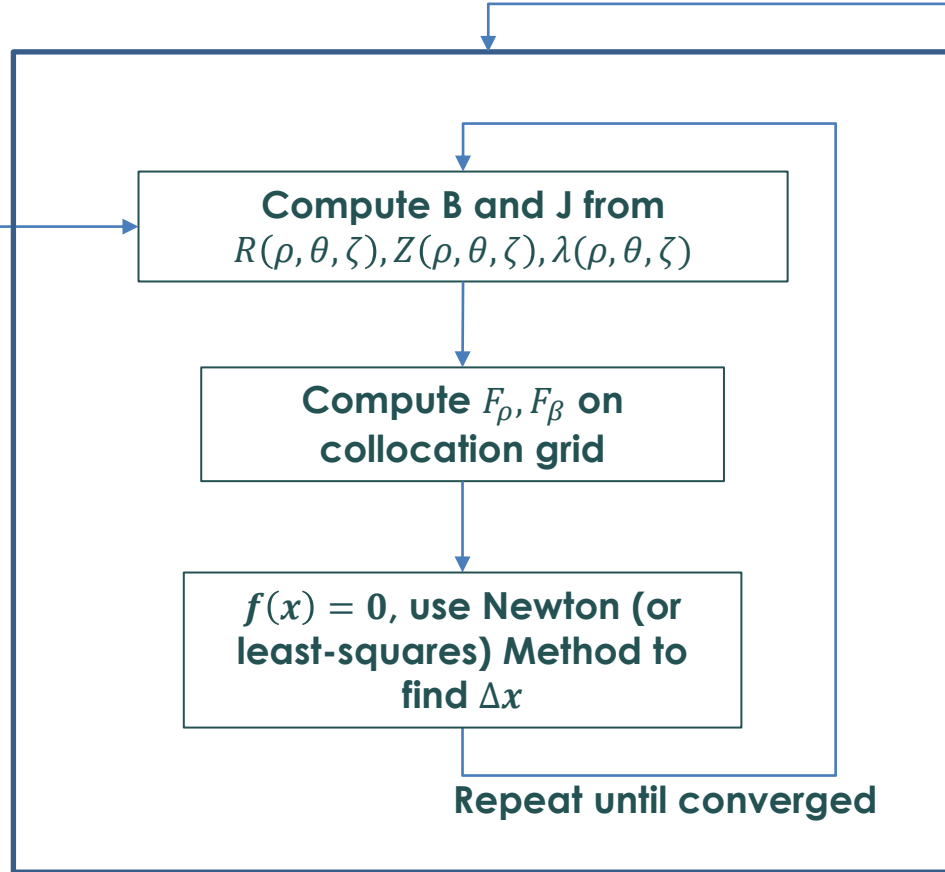 Compute B and J from
R(ρ, θ, ζ), Z(ρ, θ, ζ), λ(ρ, θ, ζ)
Compute F_ρ, F_β on
collocation grid
f(x) = 0, use Newton (or
least-squares) Method to
find Δx
Repeat until converged